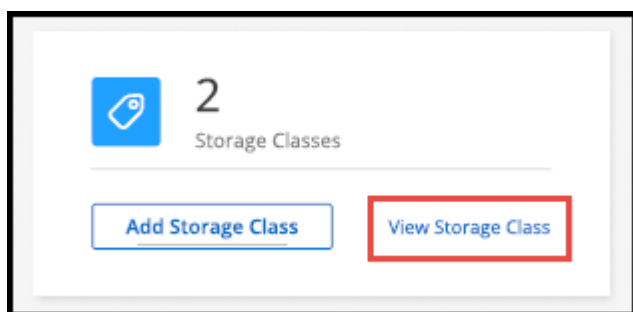 2
Storage Classes
Add Storage Class
View Storage Class